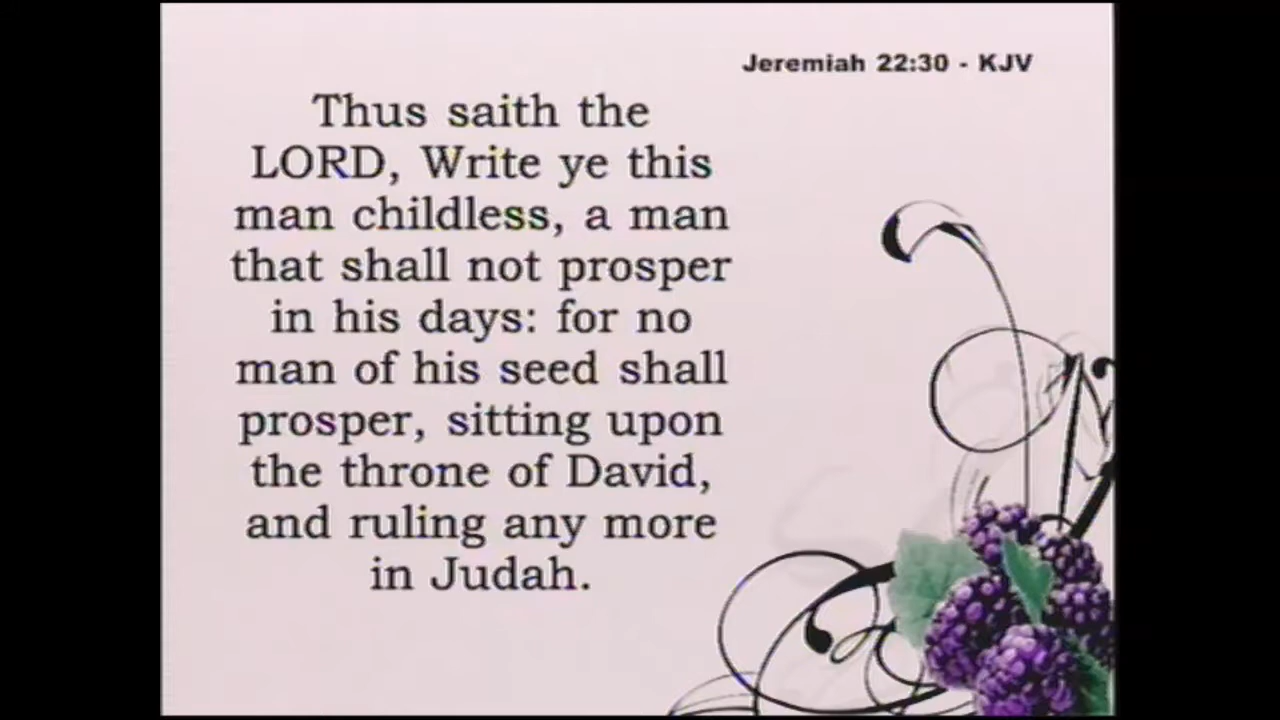 Jeremiah 22:30 - KJV
Thus saith the
LORD, Write ye this
man childless, a man
that shall not prosper
in his days: for no
man of his seed shall
prosper, sitting upon
the throne of David,
and ruling any more
in Judah.